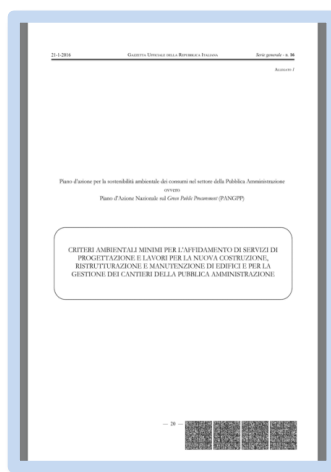 21-1-2016 GAZZETTA UFFICIALE DELLA REPUBBLICA ITALIANA Serie generale - n. 16
ALLEGATO 1
Piano d'azione per la sostenibilità ambientale dei consumi nel settore della Pubblica Amministrazione
ovvero
Piano d'Azione Nazionale sul Green Public Procurement (PANGPP)
CRITERI AMBIENTALI MINIMI PER L'AFFIDAMENTO DI SERVIZI DI
PROGETTAZIONE E LAVORI PER LA NUOVA COSTRUZIONE,
RISTRUTTURAZIONE E MANUTENZIONE DI EDIFICI E PER LA
GESTIONE DEI CANTIERI DELLA PUBBLICA AMMINISTRAZIONE
— 20 —